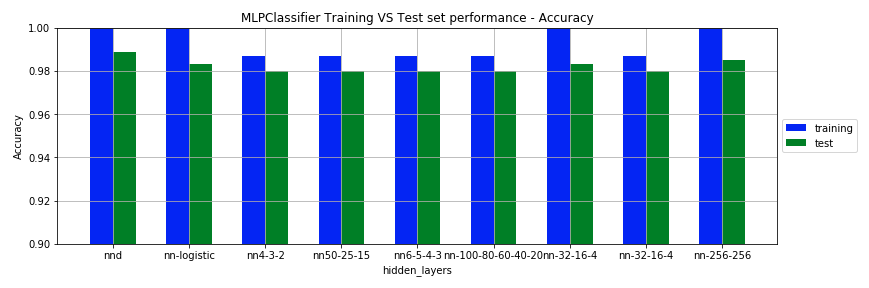 MLPClassifier Training VS Test set performance - Accuracy
1.00
0.98
0.96
0.94
0.92
0.90
Accuracy
nnd nn-logistic nn4-3-2 nn50-25-15 nn6-5-4-3 nn-100-80-60-40-20 nn-32-16-4 nn-32-16-4 nn-256-256
hidden_layers
training
test